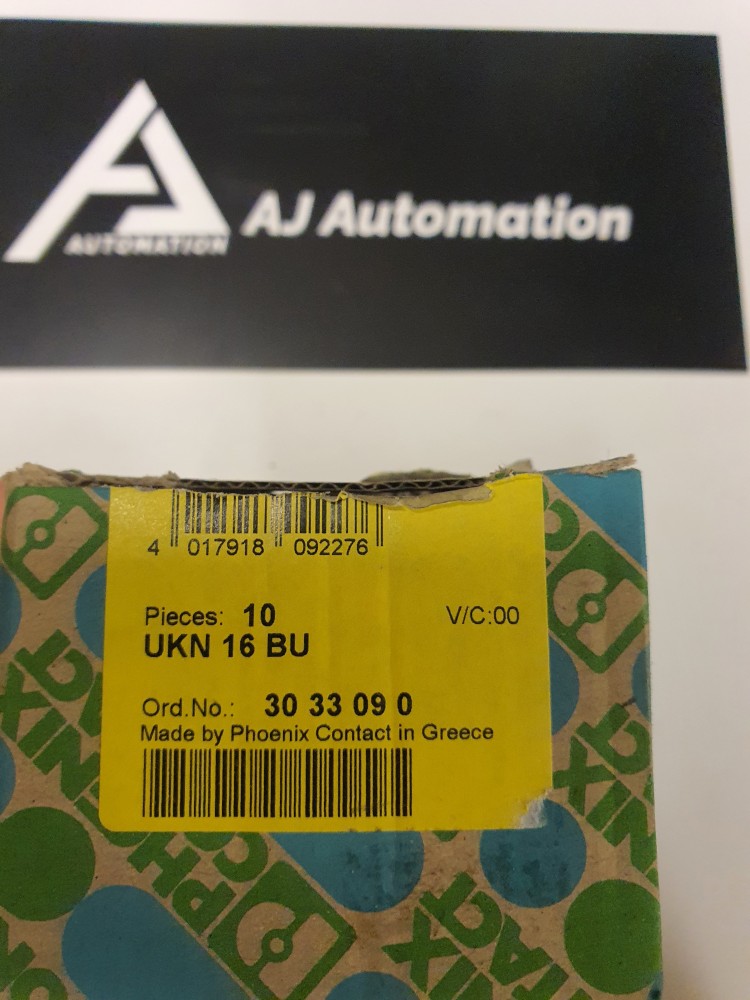 AUTOMATION
AJ Automation
4 017918 092276
Pieces: 10
V/C:00
UKN 16 BU
Ord.No.: 30 33 09 0
Made by Phoenix Contact in Greece